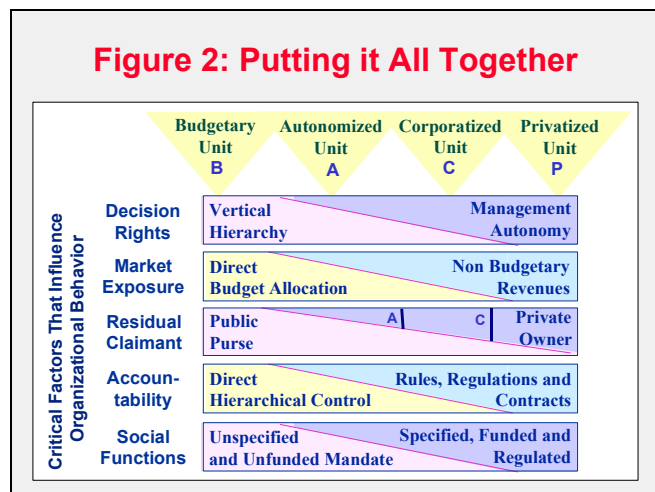 Figure 2: Putting it All Together
Budgetary Autonomized Corporatized Privatized
Unit Unit Unit Unit
B A C P
Critical Factors That Influence
Organizational Behavior
Decision
Rights
Vertical
Hierarchy
Management
Autonomy
Market
Exposure
Direct
Budget Allocation
Non Budgetary
Revenues
Residual
Claimant
Public
Purse
A
C
Private
Owner
Accoun-
tability
Direct
Hierarchical Control
Rules, Regulations and
Contracts
Social
Functions
Unspecified
and Unfunded Mandate
Specified, Funded and
Regulated